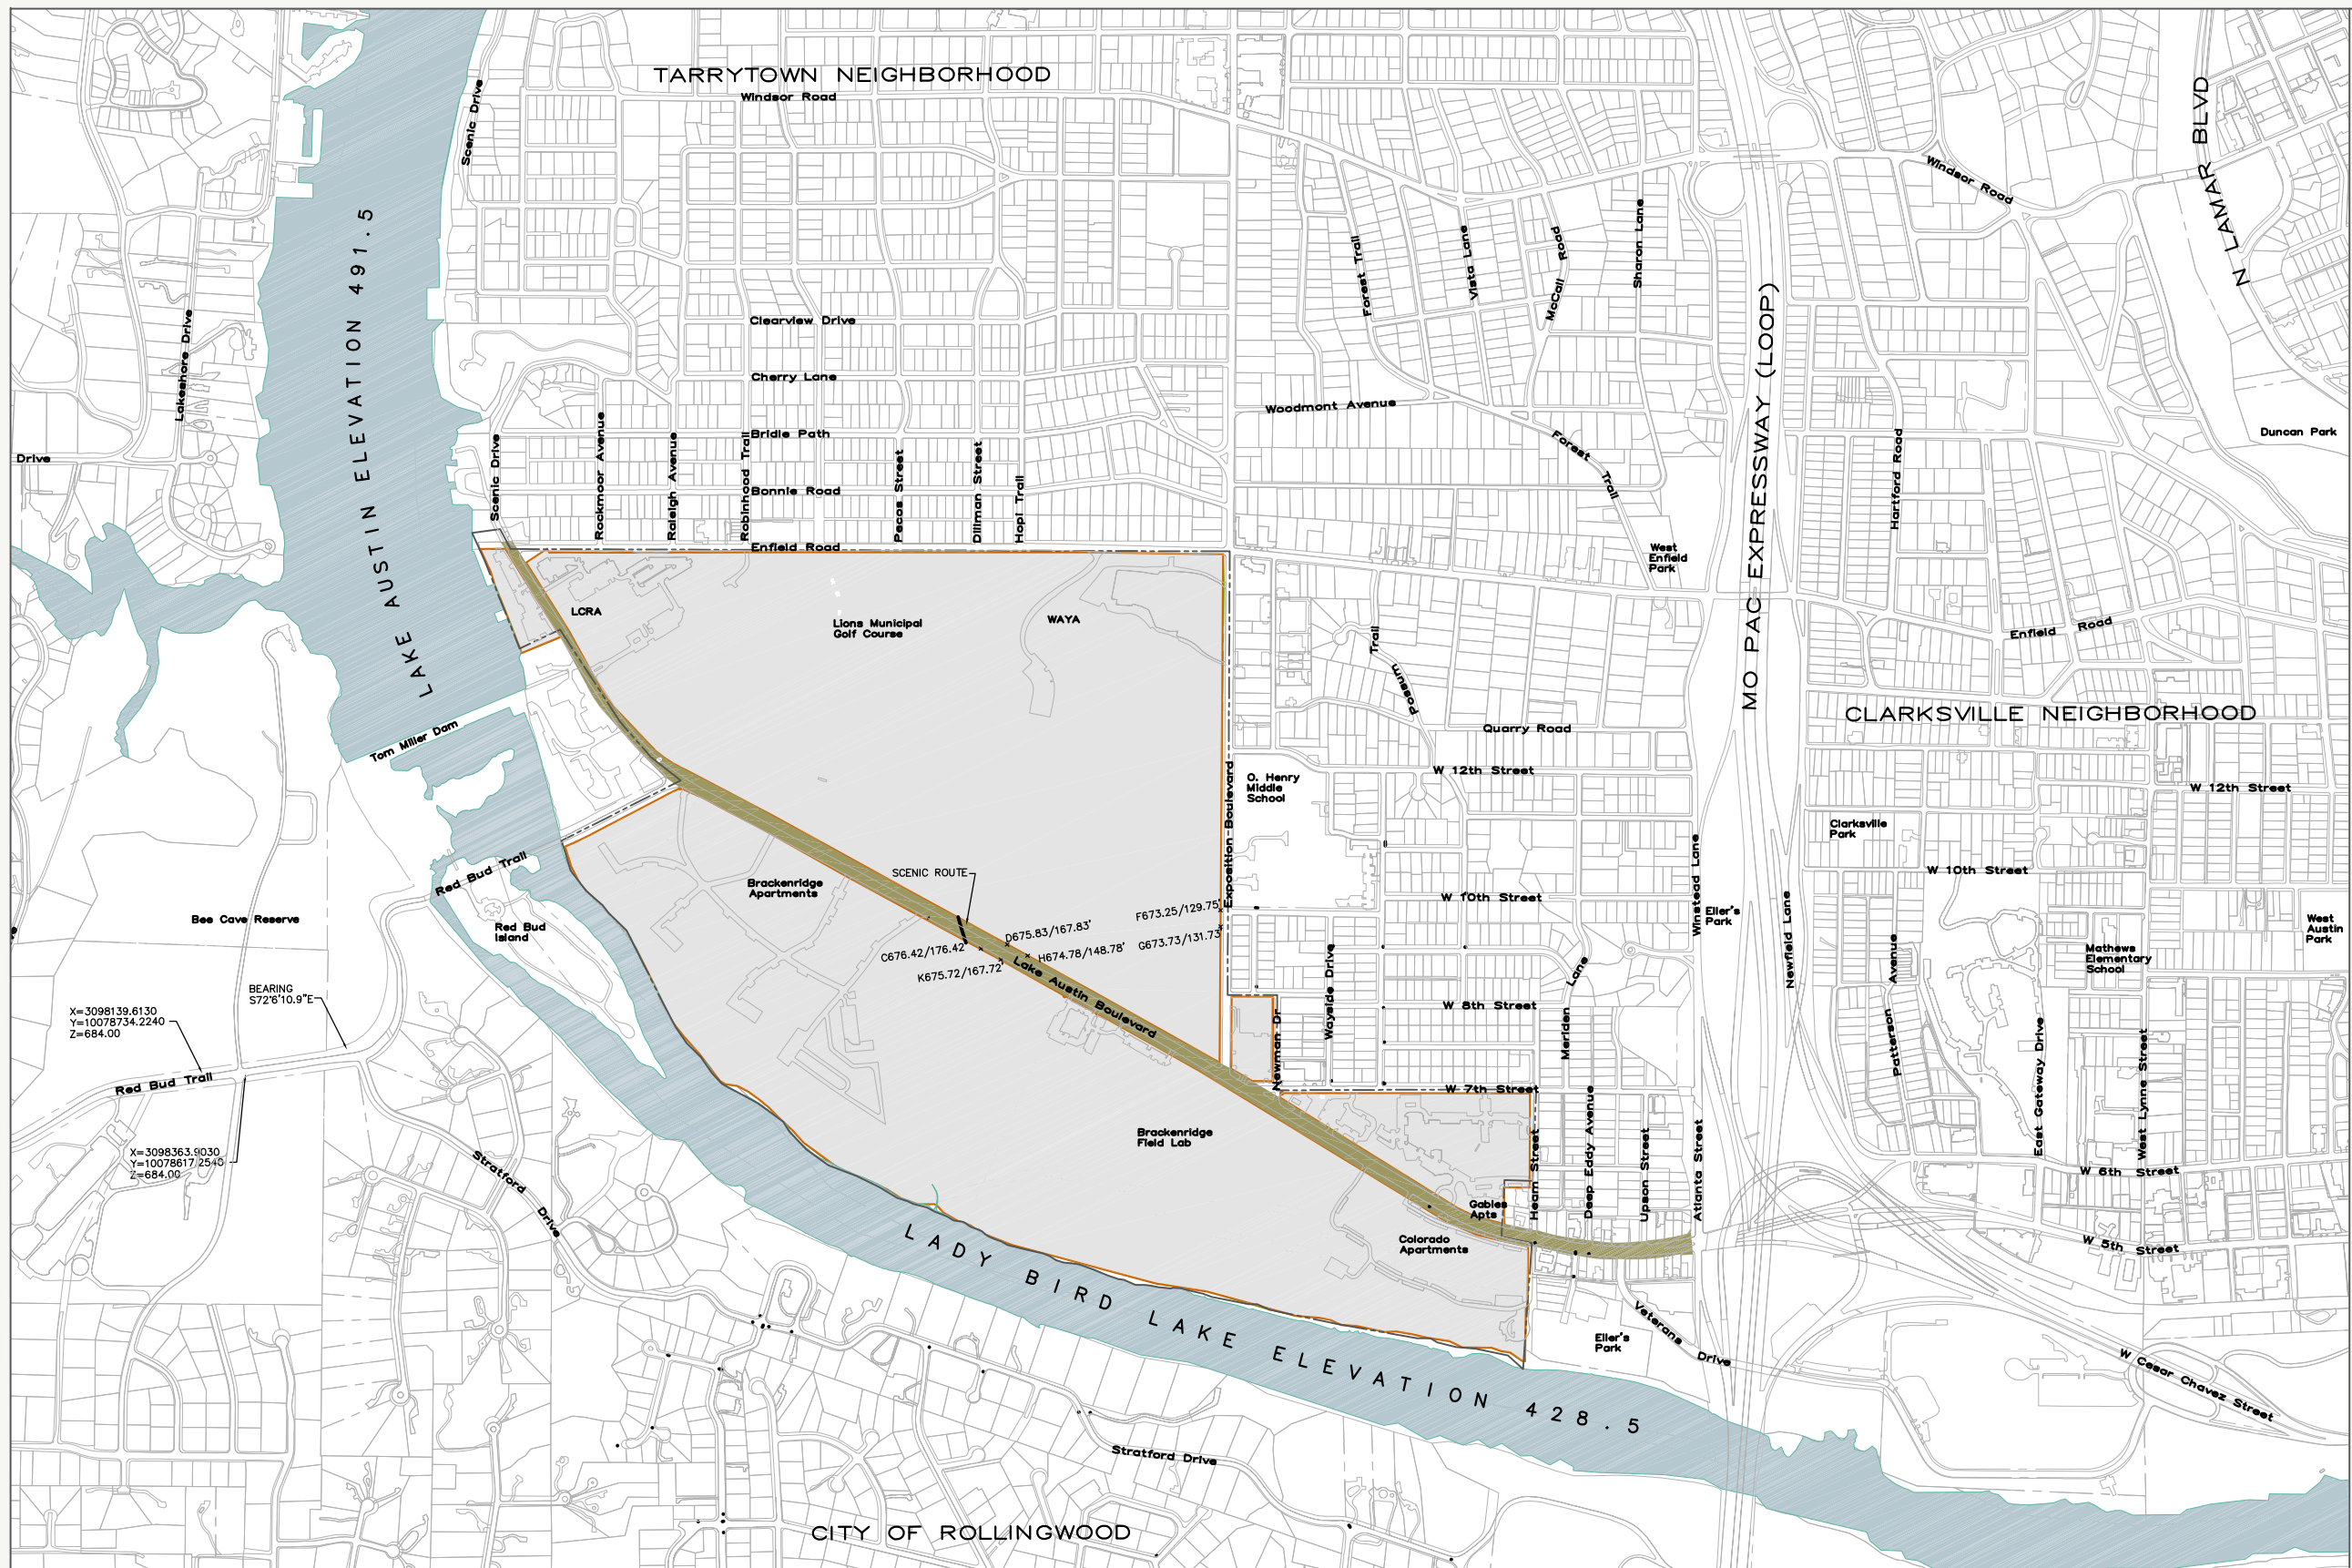 TARRYTOWN NEIGHBORHOOD
Windsor Road
Scenic Drive
N LAMAR BLVD
Windsor Road
LAKE AUSTIN ELEVATION 491.5
Lakeshore Drive
Forest Trail
Vista Lane
McCall Road
Sharon Lane
MO PAC EXPRESSWAY (LOOP)
Clearview Drive
Cherry Lane
Woodmont Avenue
Bridle Path
Forest Trail
Hartford Road
Duncan Park
Drive
Scenic Drive
Rockmoor Avenue
Raleigh Avenue
Robinhood Trail
Bonnie Road
Pecos Street
Dillman Street
Hopi Trail
Enfield Road
West
Enfield
Park
LCRA
Lions Municipal
Golf Course
WAYA
Possum Trail
Enfield Road
CLARKSVILLE NEIGHBORHOOD
Quarry Road
Tom Miller Dam
W 12th Street
W 12th Street
O. Henry
Middle
School
Exposition Boulevard
Clarksville
Park
Winstead Lane
W 10th Street
Red Bud Trail
SCENIC ROUTE
Brackenridge
Apartments
W 10th Street
Bee Cave Reserve
Red Bud
Island
F673.25/129.75'
D675.83/167.83'
G673.73/131.73'
C676.42/176.42'
H674.78/148.78'
K675.72/167.72'
Lake Austin Boulevard
Eller's
Park
Newfield Lane
West
Austin
Park
Mathews
Elementary
School
Patterson Avenue
Wayside Drive
Meriden Lane
BEARING
S72°6'10.9"E
X=3098139.6130
Y=10078734.2240
Z=684.00
W 8th Street
Newman Dr
East Gateway Drive
West Lynne Street
Red Bud Trail
W 7th Street
Brackenridge
Field Lab
Hearn Street
Deep Eddy Avenue
Upson Street
Atlanta Street
X=3098363.9030
Y=10078617.2540
Z=684.00
Stratford Drive
W 6th Street
Gables
Apts
Colorado
Apartments
W 5th Street
LADY BIRD LAKE ELEVATION 428.5
Veterans Drive
Eller's
Park
W Cesar Chavez Street
Stratford Drive
CITY OF ROLLINGWOOD